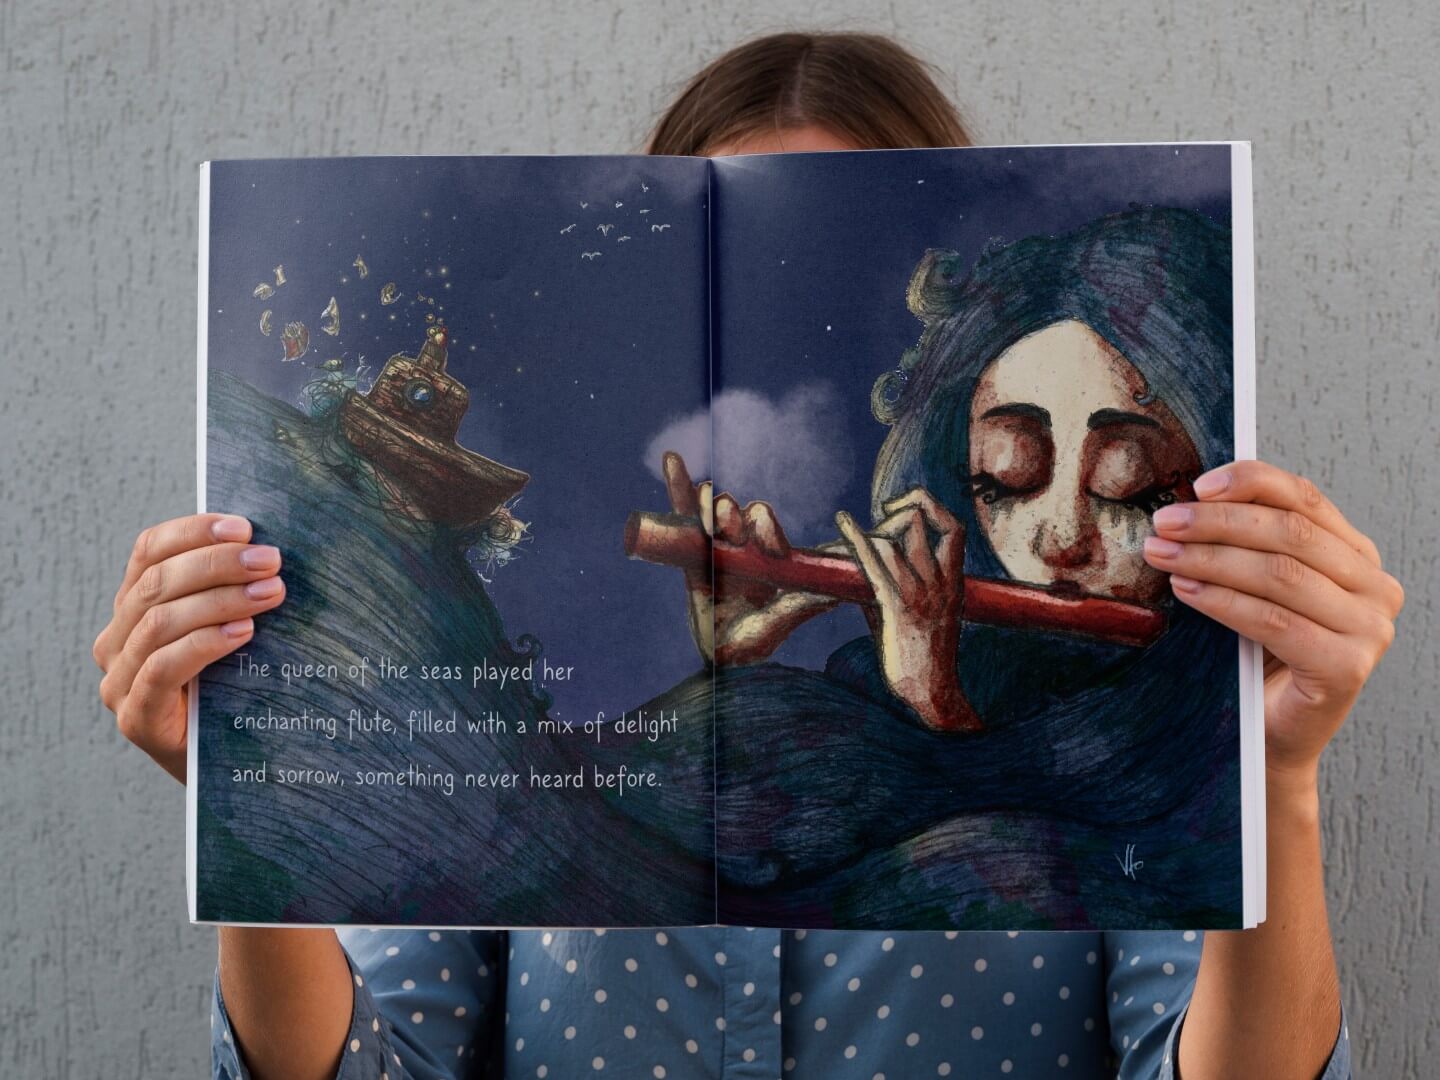 The queen of the seas played her
enchanting flute, filled with a mix of delight
and sorrow, something never heard before.